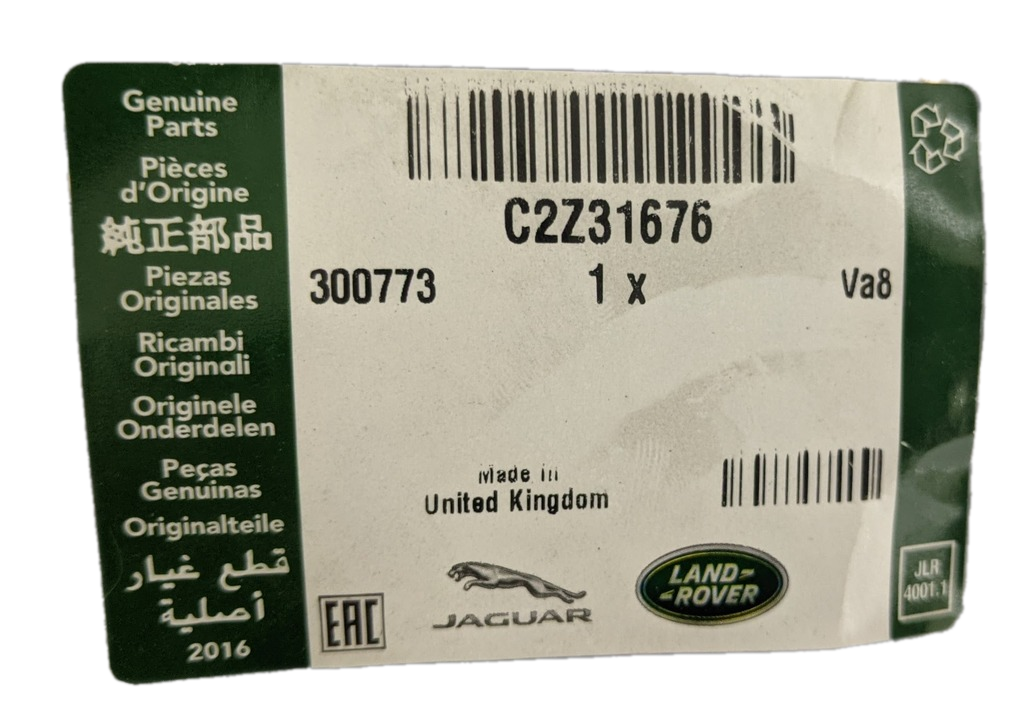 Genuine
Parts
Pièces
d'Origine
純正部品
Piezas
Originales
Ricambi
Originali
Originele
Onderdelen
Peças
Genuinas
Originalteile
قطع غيار
أصلية
2016
C2Z31676
300773 1 x Va8
Made in
United Kingdom
EAC
JAGUAR
LAND-
-ROVER
JLR
4001.1